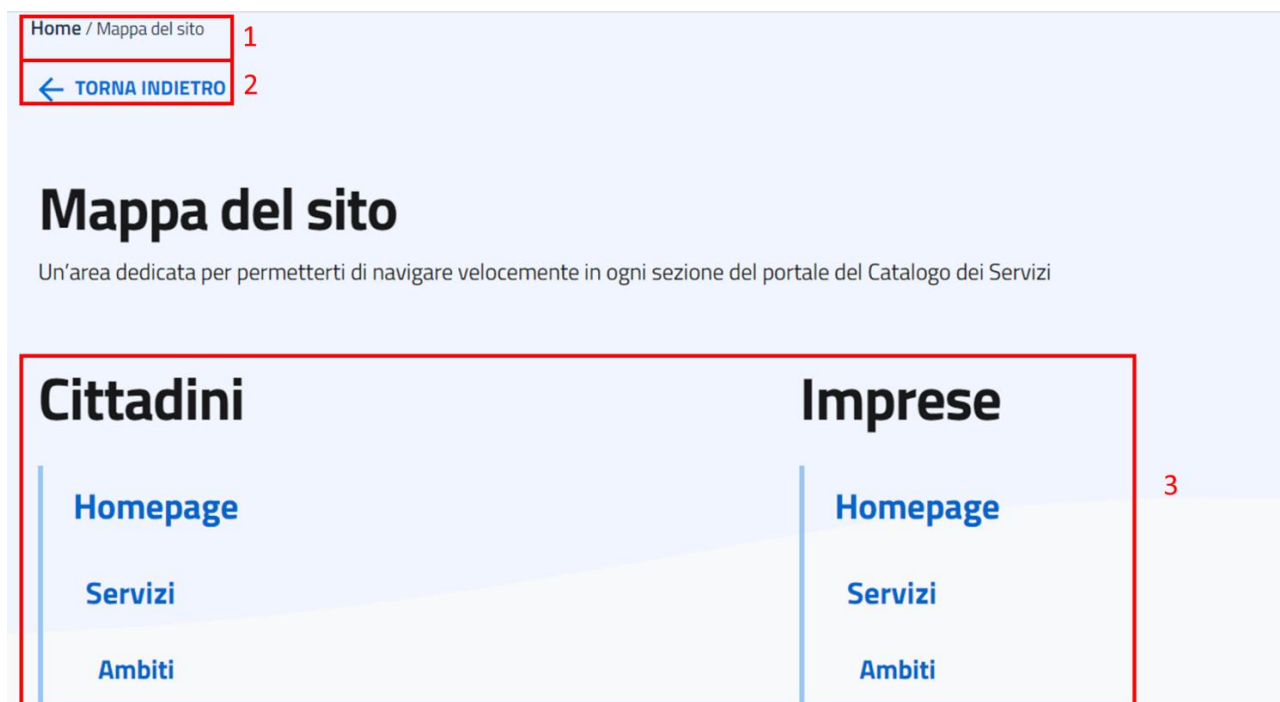 Home / Mappa del sito
1
← TORNA INDIETRO
2
Mappa del sito
Un’area dedicata per permetterti di navigare velocemente in ogni sezione del portale del Catalogo dei Servizi
Cittadini
Imprese
3
Homepage
Homepage
Servizi
Servizi
Ambiti
Ambiti